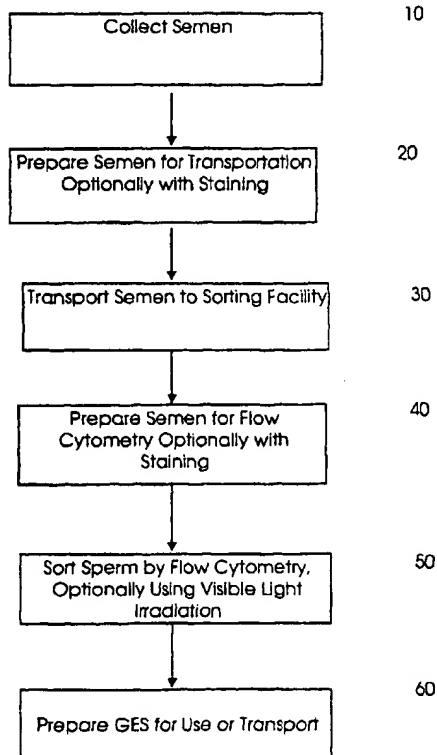 Collect Semen
10
Prepare Semen for Transportation
Optionally with Staining
20
Transport Semen to Sorting Facility
30
Prepare Semen for Flow
Cytometry Optionally with
Staining
40
Sort Sperm by Flow Cytometry,
Optionally Using Visible Light
Irradiation
50
Prepare GES for Use or Transport
60